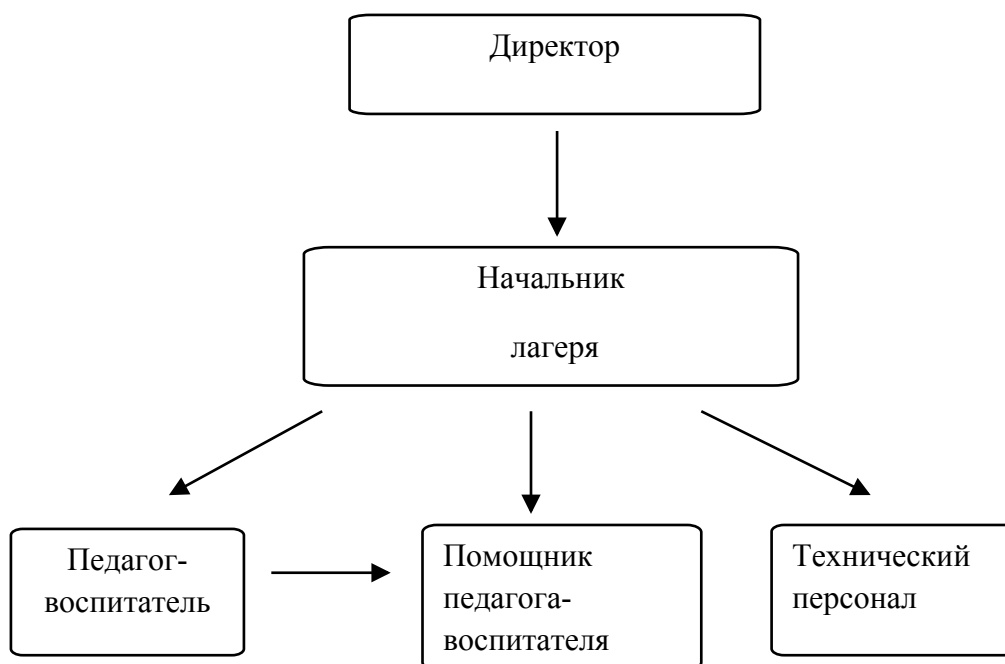 Директор
Начальник
лагеря
Педагог-
воспитатель
Помощник
педагога-
воспитателя
Технический
персонал